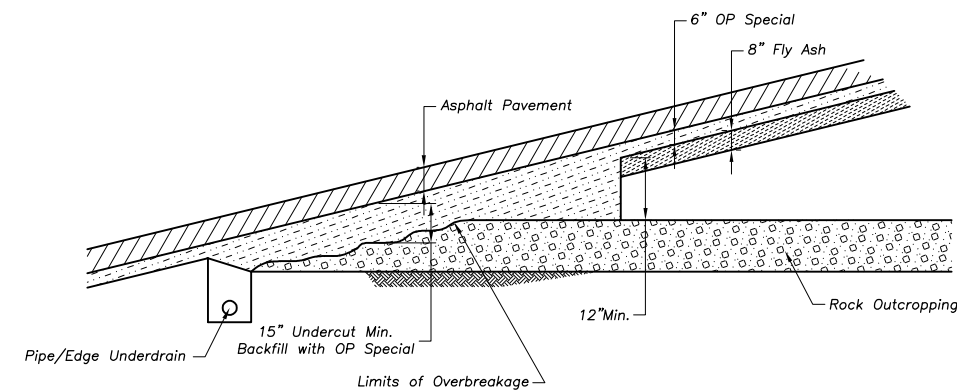 6" OP Special
8" Fly Ash
Asphalt Pavement
12"Min.
Rock Outcropping
15" Undercut Min.
Backfill with OP Special
Pipe/Edge Underdrain
Limits of Overbreakage